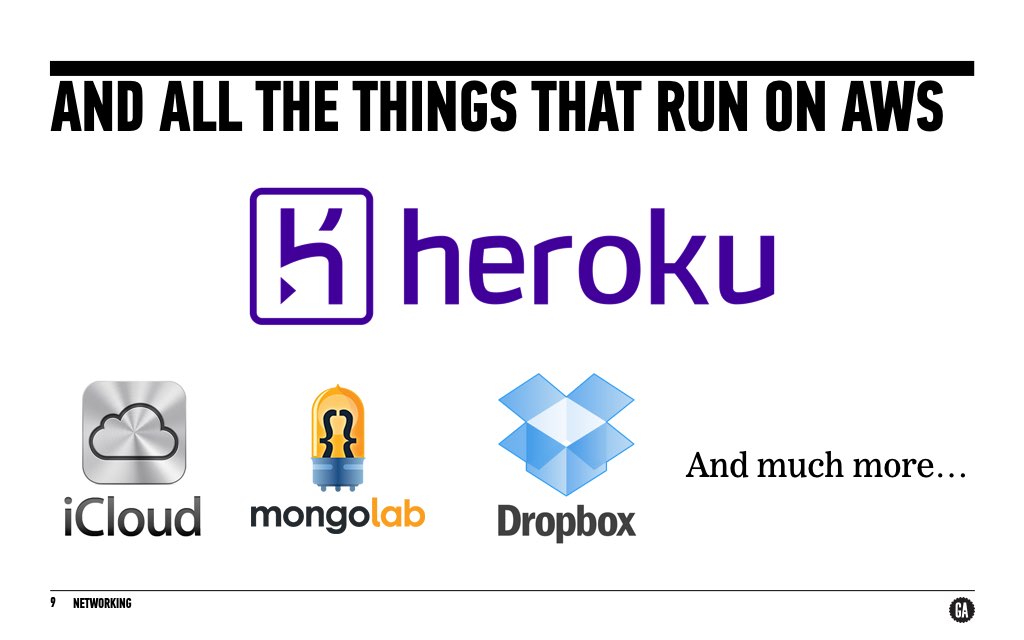 AND ALL THE THINGS THAT RUN ON AWS
heroku
iCloud
mongolab
Dropbox
And much more…
9 NETWORKING
GA